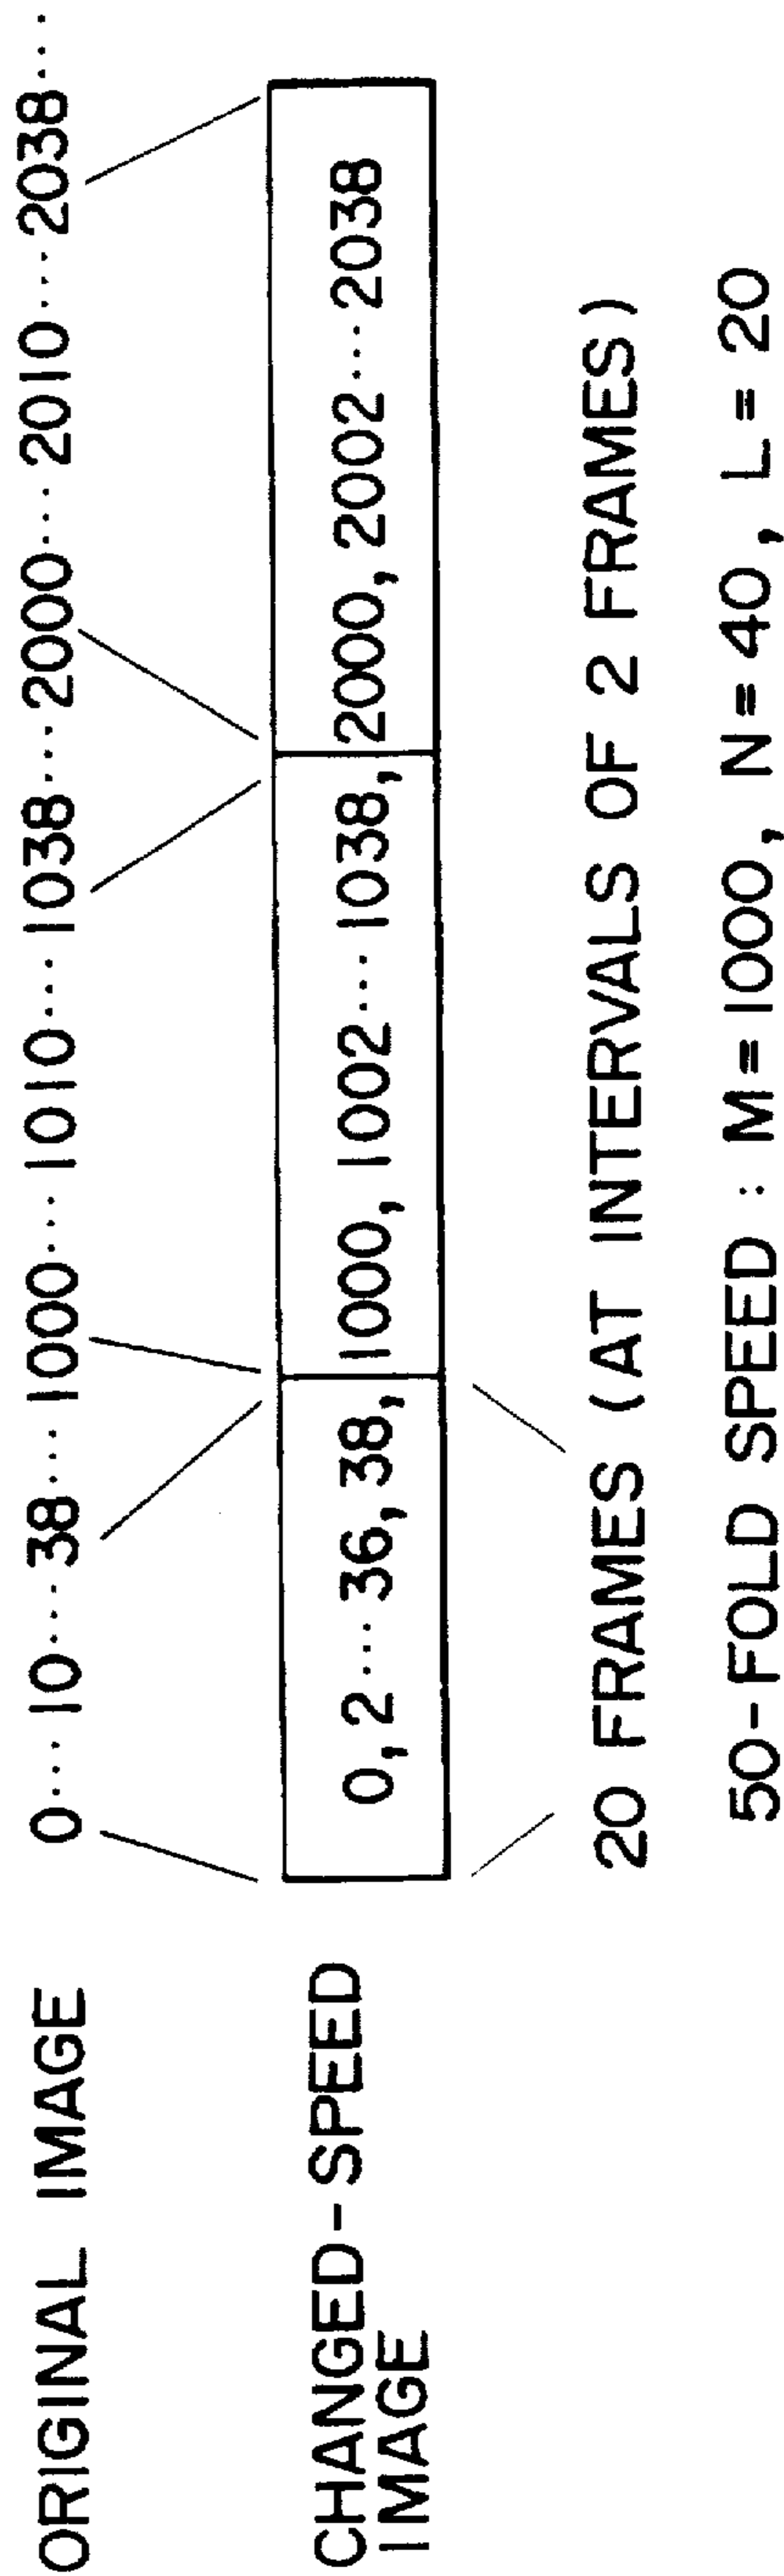 ORIGINAL IMAGE
0···10···38···1000···1010···1038···2000···2010···2038···
CHANGED-SPEED
IMAGE
0,2···36,38, 1000, 1002···1038, 2000, 2002···2038
20 FRAMES (AT INTERVALS OF 2 FRAMES)
50-FOLD SPEED : M=1000, N=40, L=20